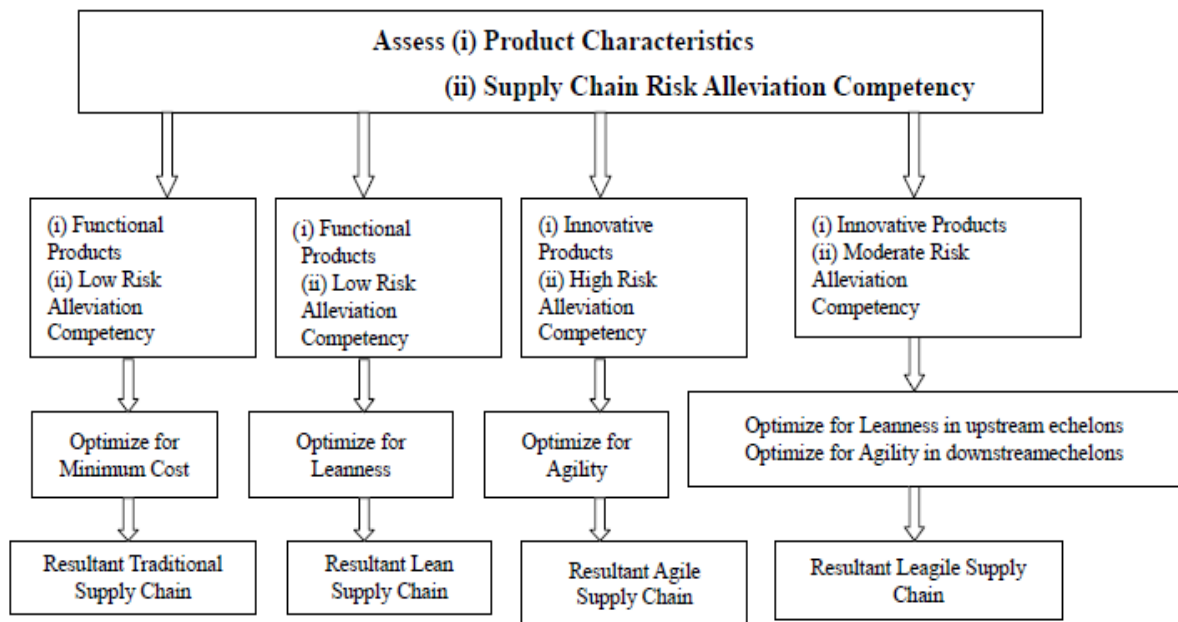 Assess (i) Product Characteristics
(ii) Supply Chain Risk Alleviation Competency
(i) Functional
Products
(ii) Low Risk
Alleviation
Competency
(i) Functional
Products
(ii) Low Risk
Alleviation
Competency
(i) Innovative
Products
(ii) High Risk
Alleviation
Competency
(i) Innovative Products
(ii) Moderate Risk
Alleviation
Competency
Optimize for
Minimum Cost
Optimize for
Leanness
Optimize for
Agility
Optimize for Leanness in upstream echelons
Optimize for Agility in downstreamechelons
Resultant Traditional
Supply Chain
Resultant Lean
Supply Chain
Resultant Agile
Supply Chain
Resultant Leagile Supply
Chain